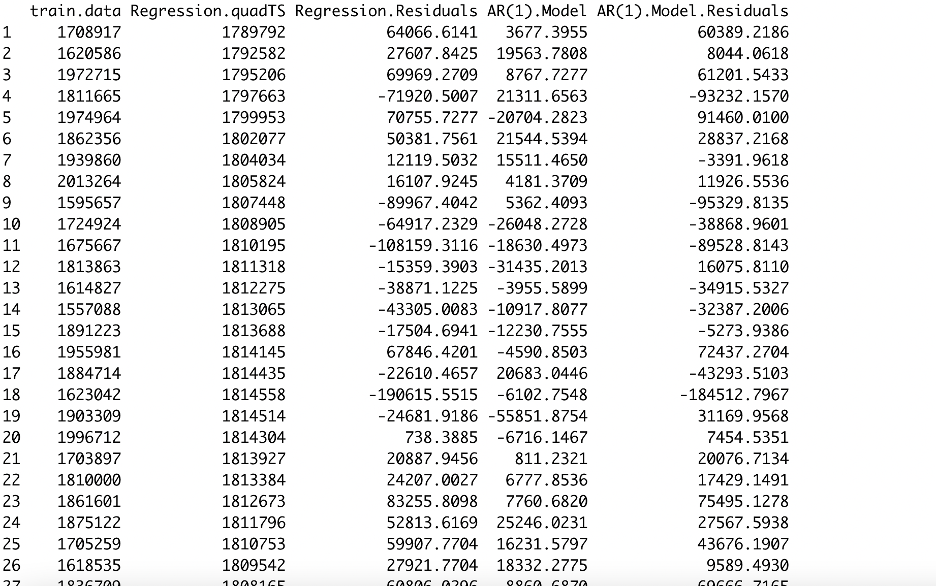 train.data Regression.quadTS Regression.Residuals AR(1).Model AR(1).Model.Residuals
1 1708917 1789792 64066.6141 3677.3955 60389.2186
2 1620586 1792582 27607.8425 19563.7808 8044.0618
3 1972715 1795206 69969.2709 8767.7277 61201.5433
4 1811665 1797663 -71920.5007 21311.6563 -93232.1570
5 1974964 1799953 70755.7277 -20704.2823 91460.0100
6 1862356 1802077 50381.7561 21544.5394 28837.2168
7 1939860 1804034 12119.5032 15511.4650 -3391.9618
8 2013264 1805824 16107.9245 4181.3709 11926.5536
9 1595657 1807448 -89967.4042 5362.4093 -95329.8135
10 1724924 1808905 -64917.2329 -26048.2728 -38868.9601
11 1675667 1810195 -108159.3116 -18630.4973 -89528.8143
12 1813863 1811318 -15359.3903 -31435.2013 16075.8110
13 1614827 1812275 -38871.1225 -3955.5899 -34915.5327
14 1557088 1813065 -43305.0083 -10917.8077 -32387.2006
15 1891223 1813688 -17504.6941 -12230.7555 -5273.9386
16 1955981 1814145 67846.4201 -4590.8503 72437.2704
17 1884714 1814435 -22610.4657 20683.0446 -43293.5103
18 1623042 1814558 -190615.5515 -6102.7548 -184512.7967
19 1903309 1814514 -24681.9186 -55851.8754 31169.9568
20 1996712 1814304 738.3885 -6716.1467 7454.5351
21 1703897 1813927 20887.9456 811.2321 20076.7134
22 1810000 1813384 24207.0027 6777.8536 17429.1491
23 1861601 1812673 83255.8098 7760.6820 75495.1278
24 1875122 1811796 52813.6169 25246.0231 27567.5938
25 1705259 1810753 59907.7704 16231.5797 43676.1907
26 1618535 1809542 27921.7704 18332.2775 9589.4930